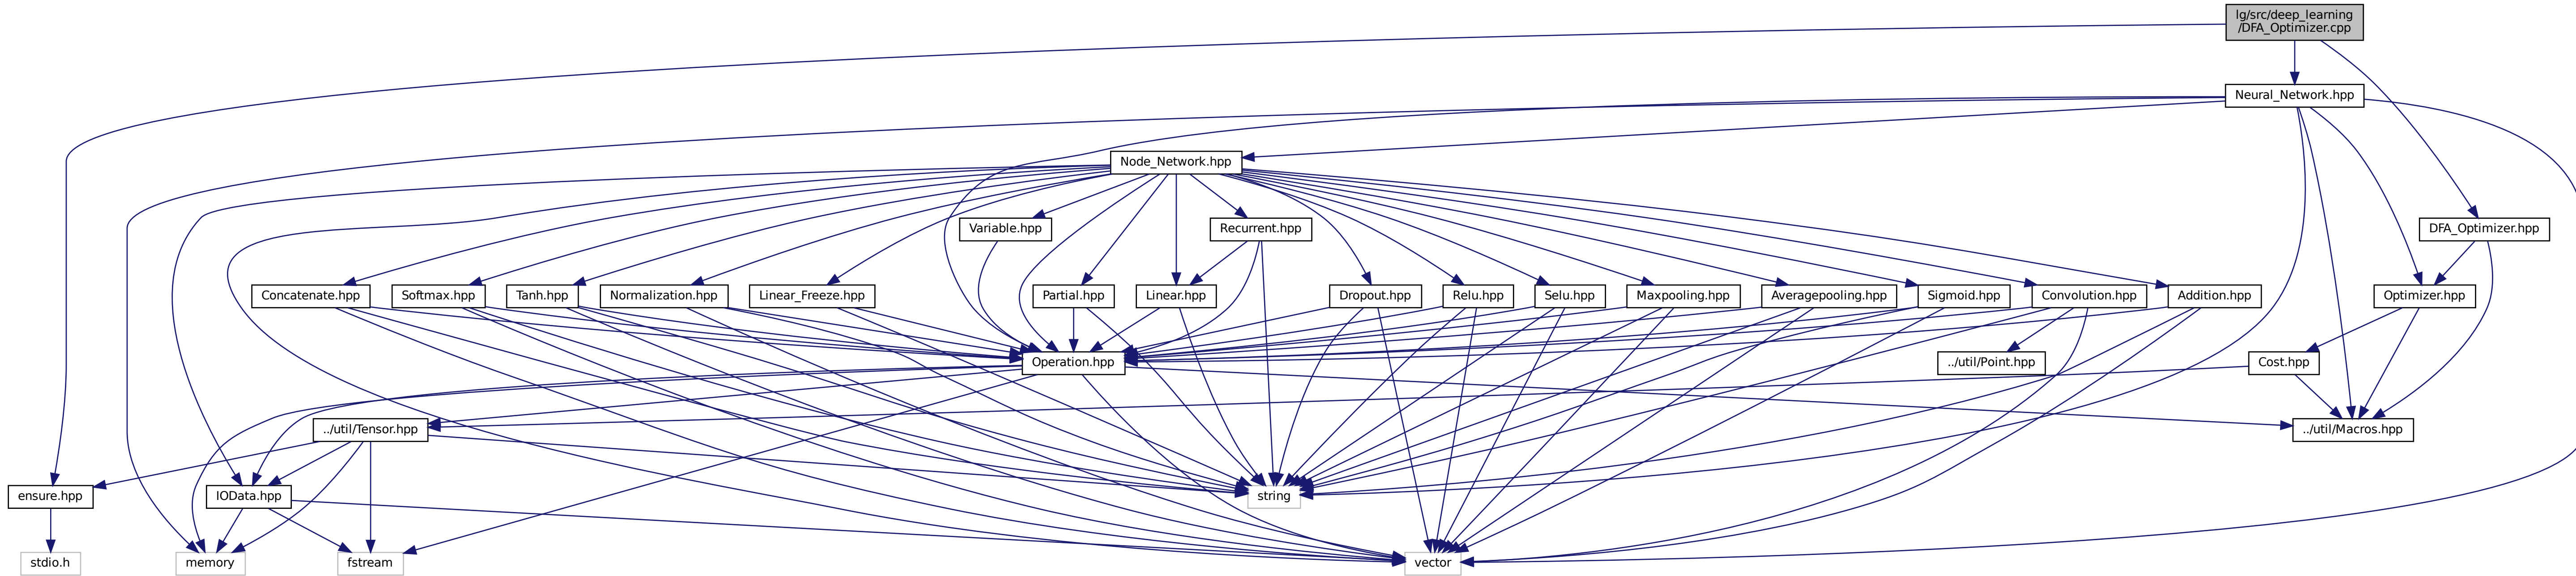 lg/src/deep_learning
/DFA_Optimizer.cpp
Neural_Network.hpp
Node_Network.hpp
Variable.hpp
Recurrent.hpp
DFA_Optimizer.hpp
Concatenate.hpp
Softmax.hpp
Tanh.hpp
Normalization.hpp
Linear_Freeze.hpp
Partial.hpp
Linear.hpp
Dropout.hpp
Relu.hpp
Selu.hpp
Maxpooling.hpp
Averagepooling.hpp
Sigmoid.hpp
Convolution.hpp
Addition.hpp
Optimizer.hpp
Operation.hpp
../util/Point.hpp
Cost.hpp
../util/Tensor.hpp
../util/Macros.hpp
ensure.hpp
IOData.hpp
string
stdio.h
memory
fstream
vector